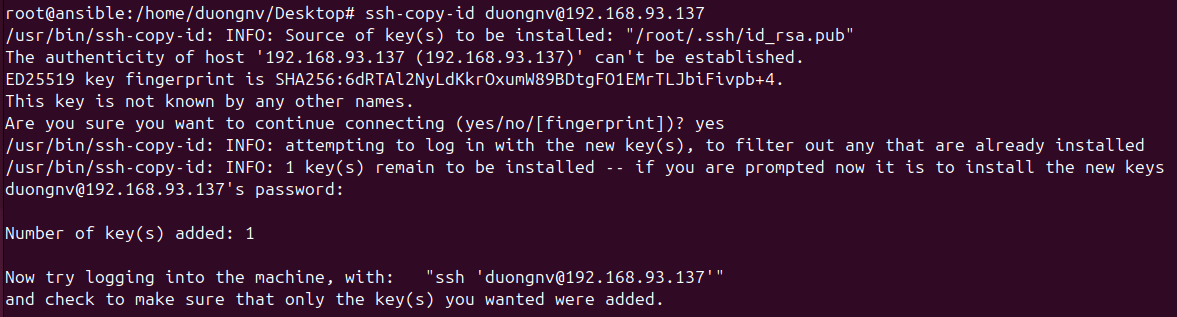 root@ansible:/home/duongnv/Desktop# ssh-copy-id duongnv@192.168.93.137
/usr/bin/ssh-copy-id: INFO: Source of key(s) to be installed: "/root/.ssh/id_rsa.pub"
The authenticity of host '192.168.93.137 (192.168.93.137)' can't be established.
ED25519 key fingerprint is SHA256:6dRTAl2NyLdKkrOxumW89BDtgFO1EMrTLJbiFivpb+4.
This key is not known by any other names.
Are you sure you want to continue connecting (yes/no/[fingerprint])? yes
/usr/bin/ssh-copy-id: INFO: attempting to log in with the new key(s), to filter out any that are already installed
/usr/bin/ssh-copy-id: INFO: 1 key(s) remain to be installed -- if you are prompted now it is to install the new keys
duongnv@192.168.93.137's password:
Number of key(s) added: 1
Now try logging into the machine, with:   "ssh 'duongnv@192.168.93.137'"
and check to make sure that only the key(s) you wanted were added.